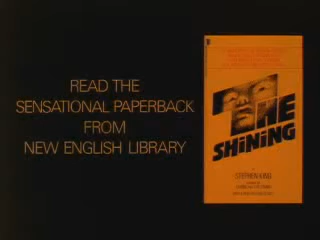 READ THE
SENSATIONAL PAPERBACK
FROM
NEW ENGLISH LIBRARY
THE
SHiNiNG
STEPHEN KING